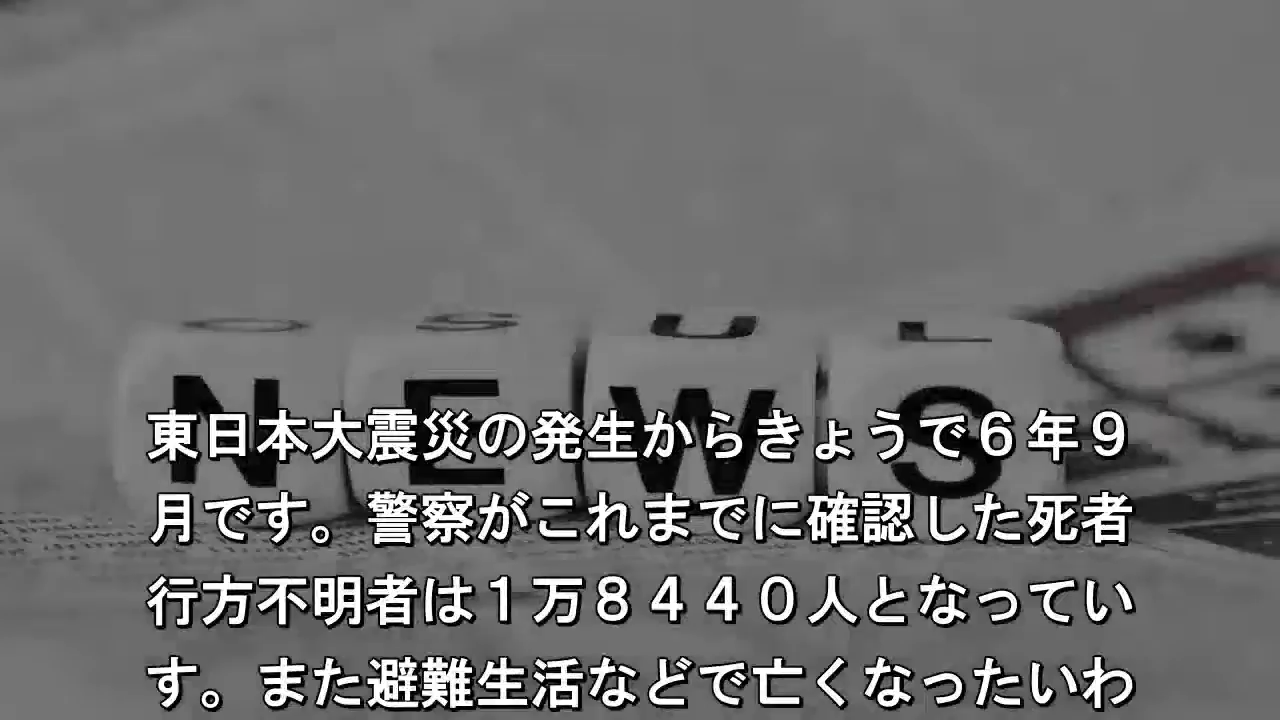 O S U L
N E W S
東日本大震災の発生からきょうで６年９
月です。警察がこれまでに確認した死者
行方不明者は１万８４４０人となってい
す。また避難生活などで亡くなったいわ